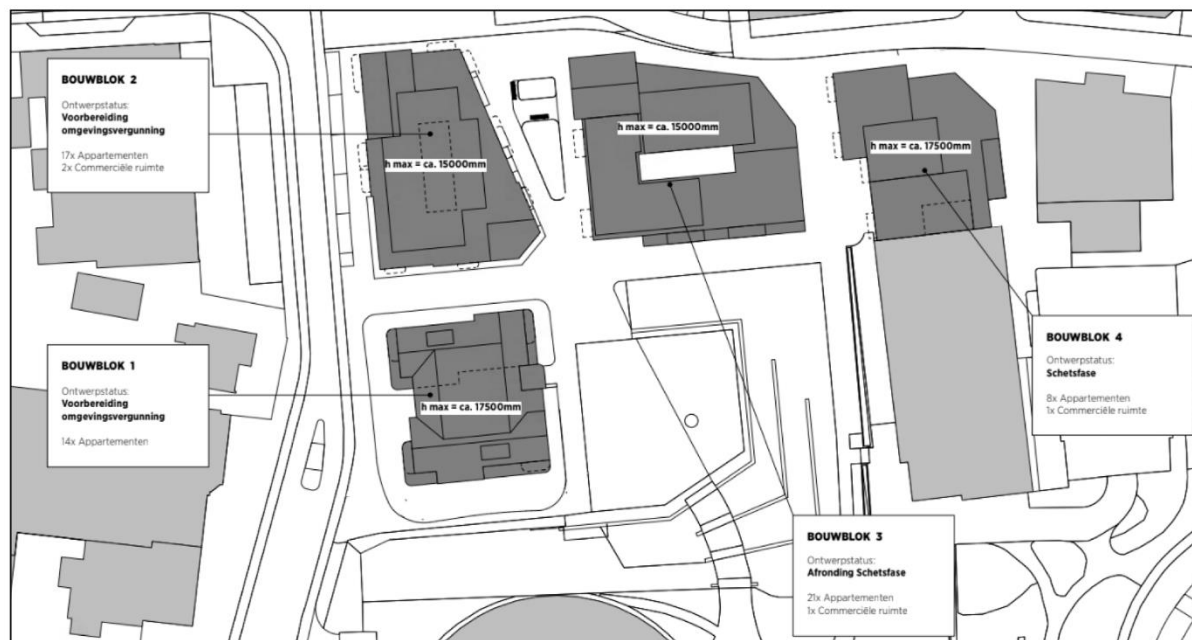 BOUWBLOK 2
Ontwerpstatus:
Voorbereiding
omgevingsvergunning
17x Appartementen
2x Commerciële ruimte
h max = ca. 15000mm
h max = ca. 15000mm
h max = ca. 17500mm
BOUWBLOK 1
Ontwerpstatus:
Voorbereiding
omgevingsvergunning
14x Appartementen
h max = ca. 17500mm
BOUWBLOK 4
Ontwerpstatus:
Schetsfase
8x Appartementen
1x Commerciële ruimte
BOUWBLOK 3
Ontwerpstatus:
Afronding Schetsfase
21x Appartementen
1x Commerciële ruimte